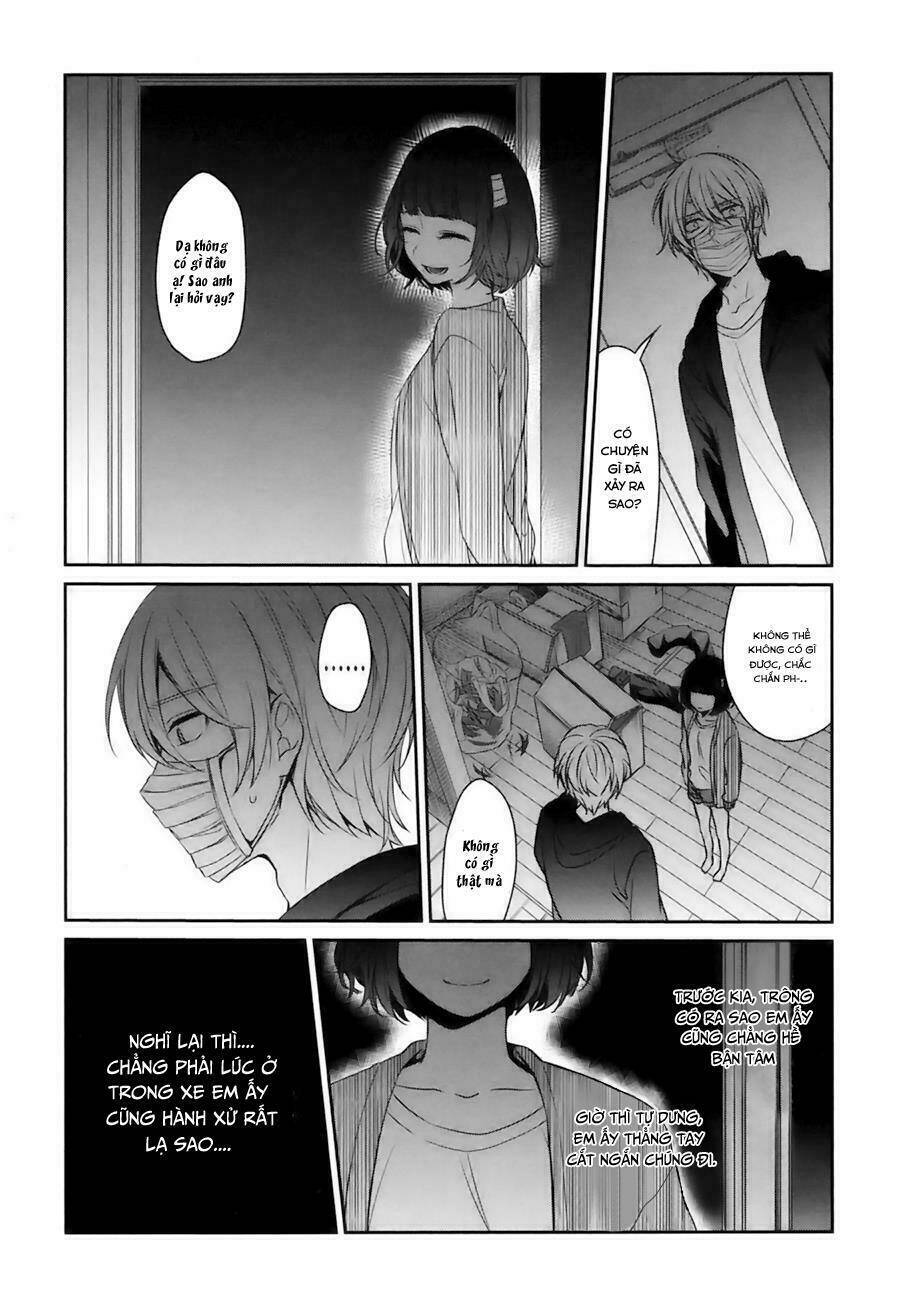 CÓ
CHUYỆN
GÌ ĐÃ
XẢY RA
SAO?
Dạ không
có gì đâu
ạ! Sao anh
lại hỏi vậy?
KHÔNG THỂ
KHÔNG CÓ GÌ
ĐƯỢC, CHẮC
CHẮN PH-..
Không
có gì
thật mà
.......
TRƯỚC KIA, TRÔNG
CÓ RA SAO EM ẤY
CŨNG CHẲNG HỀ
BẬN TÂM
GIỜ THÌ TỰ DUNG,
EM ẤY THẲNG TAY
CẮT NGẮN CHÚNG ĐI.
NGHĨ LẠI THÌ....
CHẲNG PHẢI LÚC Ở
TRONG XE EM ẤY
CŨNG HÀNH XỬ RẤT
LẠ SAO....